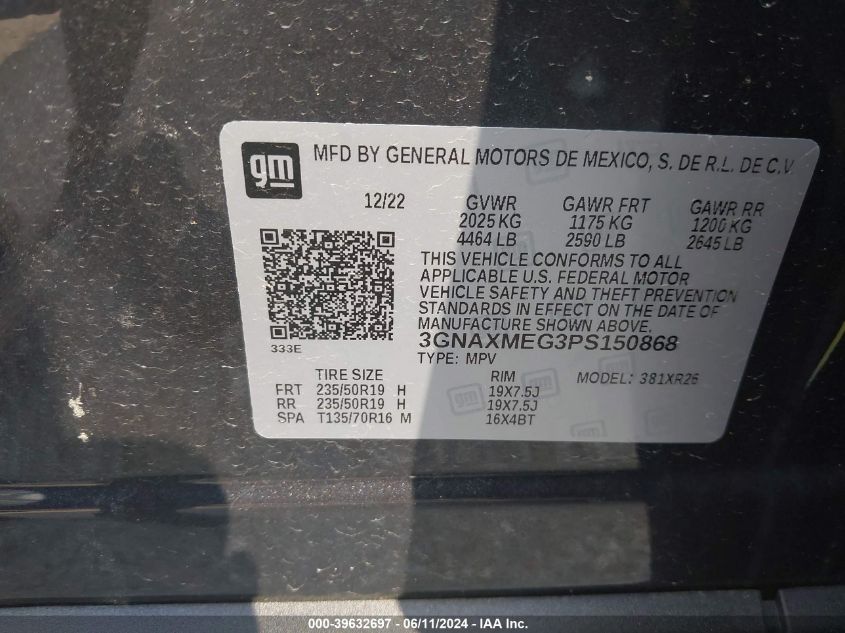 gm
MFD BY GENERAL MOTORS DE MEXICO, S. DE R.L. DE C.V
12/22 GVWR GAWR FRT GAWR RR
2025 KG 1175 KG 1200 KG
4464 LB 2590 LB 2645 LB
THIS VEHICLE CONFORMS TO ALL
APPLICABLE U.S. FEDERAL MOTOR
VEHICLE SAFETY AND THEFT PREVENTION
STANDARDS IN EFFECT ON THE DATE OF MFR
SHOWN ABOVE.
333E
3GNAXMEG3PS150868
TYPE: MPV
TIRE SIZE RIM MODEL: 381XR26
FRT 235/50R19 H 19X7.5J
RR 235/50R19 H 19X7.5J
SPA T135/70R16 M 16X4BT
000-39632697 - 06/11/2024 - IAA Inc.